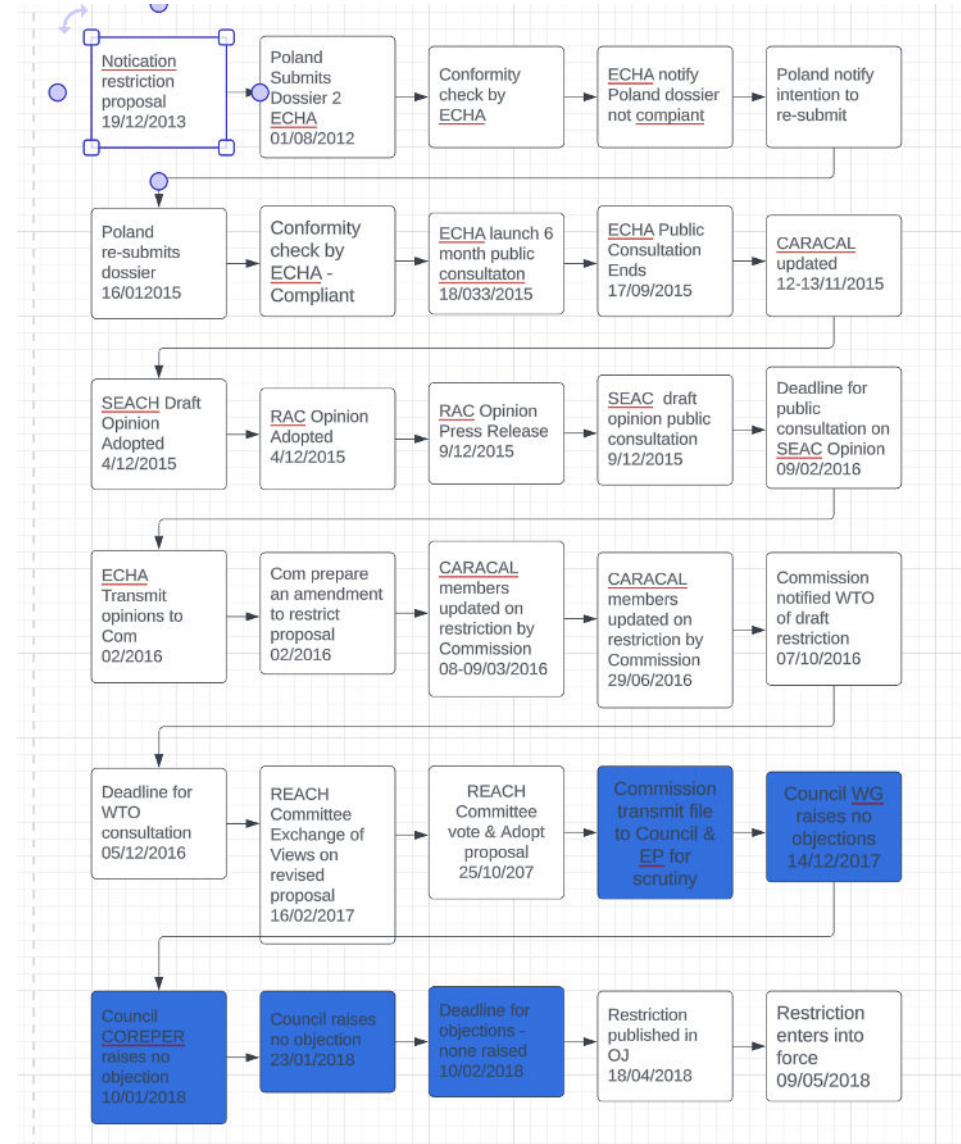 Notication
restriction
proposal
19/12/2013
Poland
Submits
Dossier 2
ECHA
01/08/2012
Conformity
check by
ECHA
ECHA notify
Poland dossier
not compiant
Poland notify
intention to
re-submit
Poland
re-submits
dossier
16/012015
Conformity
check by
ECHA -
Compliant
ECHA launch 6
month public
consultaton
18/033/2015
ECHA Public
Consultation
Ends
17/09/2015
CARACAL
updated
12-13/11/2015
SEACH Draft
Opinion
Adopted
4/12/2015
RAC Opinion
Adopted
4/12/2015
RAC Opinion
Press Release
9/12/2015
SEAC draft
opinion public
consultation
9/12/2015
Deadline for
public
consultation on
SEAC Opinion
09/02/2016
ECHA
Transmit
opinions to
Com
02/2016
Com prepare
an amendment
to restrict
proposal
02/2016
CARACAL
members
updated on
restriction by
Commission
08-09/03/2016
CARACAL
members
updated on
restriction by
Commission
29/06/2016
Commission
notified WTO
of draft
restriction
07/10/2016
Deadline for
WTO
consultation
05/12/2016
REACH
Committee
Exchange of
Views on
revised
proposal
16/02/2017
REACH
Committee
vote & Adopt
proposal
25/10/207
Commission
transmit file
to Council &
EP for
scrutiny
Council WG
raises no
objections
14/12/2017
Council
COREPER
raises no
objection
10/01/2018
Council raises
no objection
23/01/2018
Deadline for
objections -
none raised
10/02/2018
Restriction
published in
OJ
18/04/2018
Restriction
enters into
force
09/05/2018